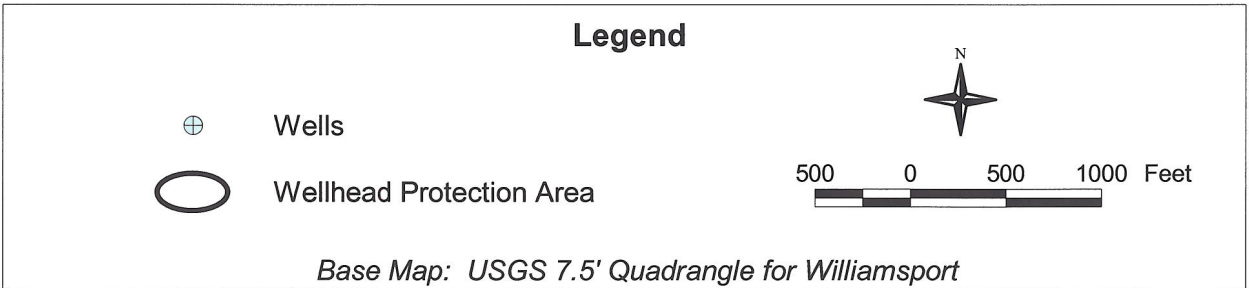 Legend
N
Wells
500 0 500 1000 Feet
Wellhead Protection Area
Base Map: USGS 7.5' Quadrangle for Williamsport